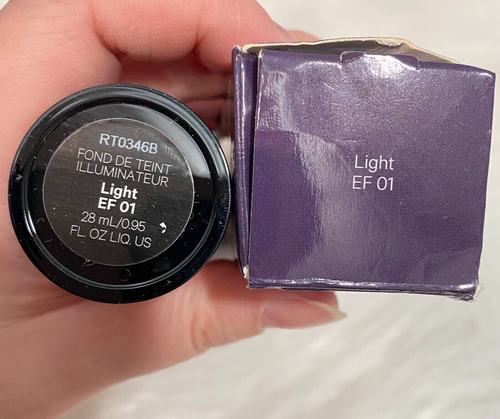 RT0346B
FOND DE TEINT
ILLUMINATEUR
Light
EF 01
28 mL/0.95
FL. OZ LIQ. US
Light
EF 01